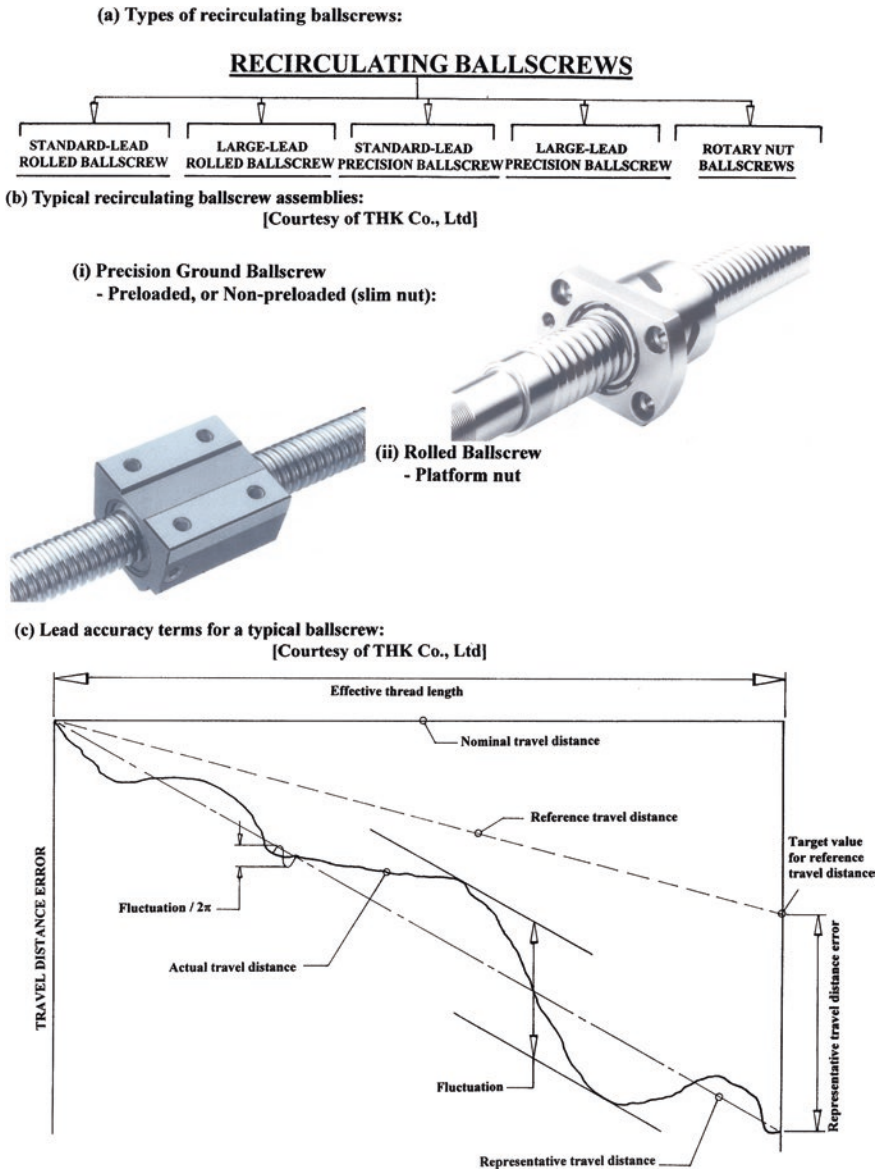 (a) Types of recirculating ballscrews:
RECIRCULATING BALLSCREWS
STANDARD-LEAD
ROLLED BALLSCREW
LARGE-LEAD
ROLLED BALLSCREW
STANDARD-LEAD
PRECISION BALLSCREW
LARGE-LEAD
PRECISION BALLSCREW
ROTARY NUT
BALLSCREWS
(b) Typical recirculating ballscrew assemblies:
[Courtesy of THK Co., Ltd]
(i) Precision Ground Ballscrew
- Preloaded, or Non-preloaded (slim nut):
(ii) Rolled Ballscrew
- Platform nut
(c) Lead accuracy terms for a typical ballscrew:
[Courtesy of THK Co., Ltd]
Effective thread length
Nominal travel distance
Reference travel distance
Target value
for reference
travel distance
Fluctuation / 2π
Actual travel distance
TRAVEL DISTANCE ERROR
Representative travel distance error
Fluctuation
Representative travel distance